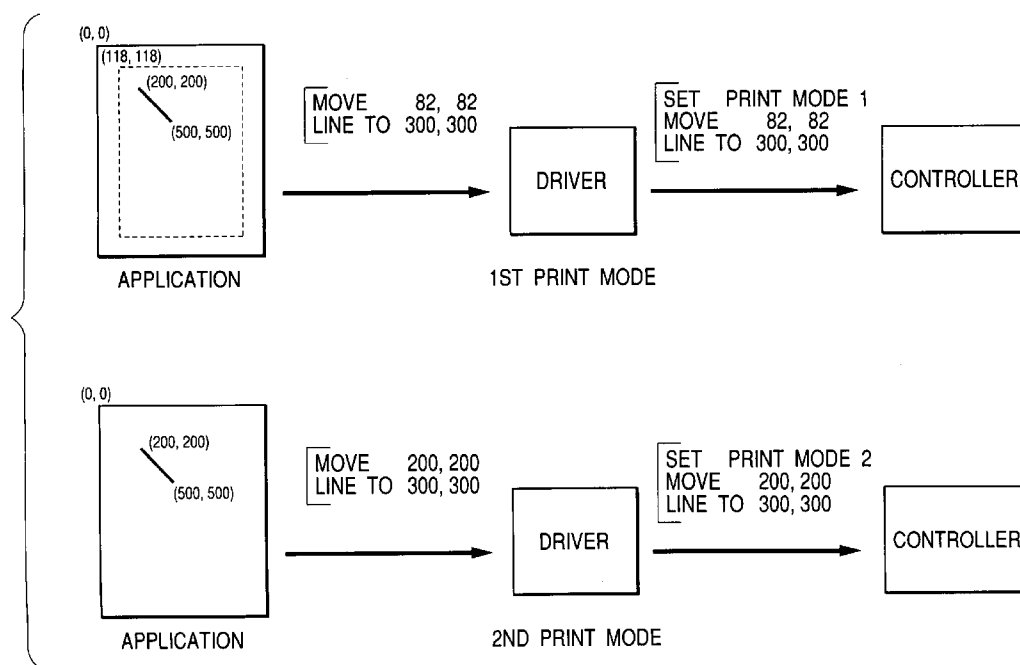 (0, 0)
(118, 118)
(200, 200)
(500, 500)
APPLICATION
MOVE 82, 82
LINE TO 300, 300
DRIVER
1ST PRINT MODE
SET PRINT MODE 1
MOVE 82, 82
LINE TO 300, 300
CONTROLLER
(0, 0)
(200, 200)
(500, 500)
APPLICATION
MOVE 200, 200
LINE TO 300, 300
DRIVER
2ND PRINT MODE
SET PRINT MODE 2
MOVE 200, 200
LINE TO 300, 300
CONTROLLER